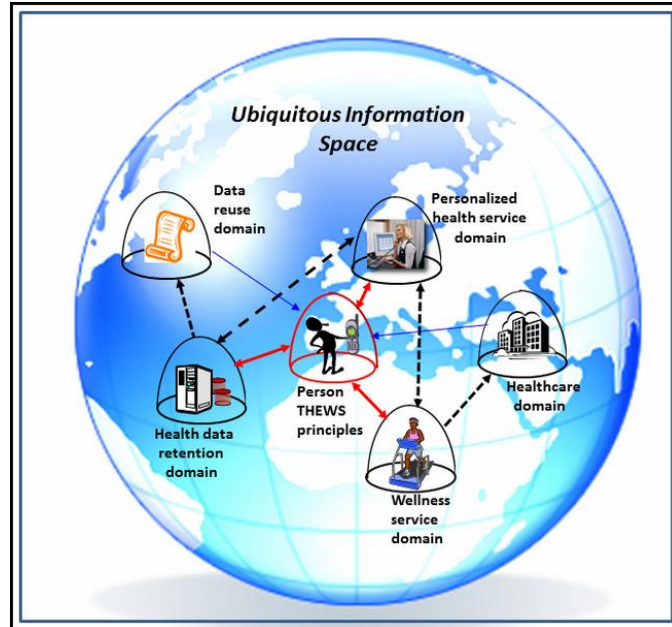 Ubiquitous Information
Space
Data
reuse
domain
Personalized
health service
domain
Person
THEWS
principles
Healthcare
domain
Health data
retention
domain
Wellness
service
domain